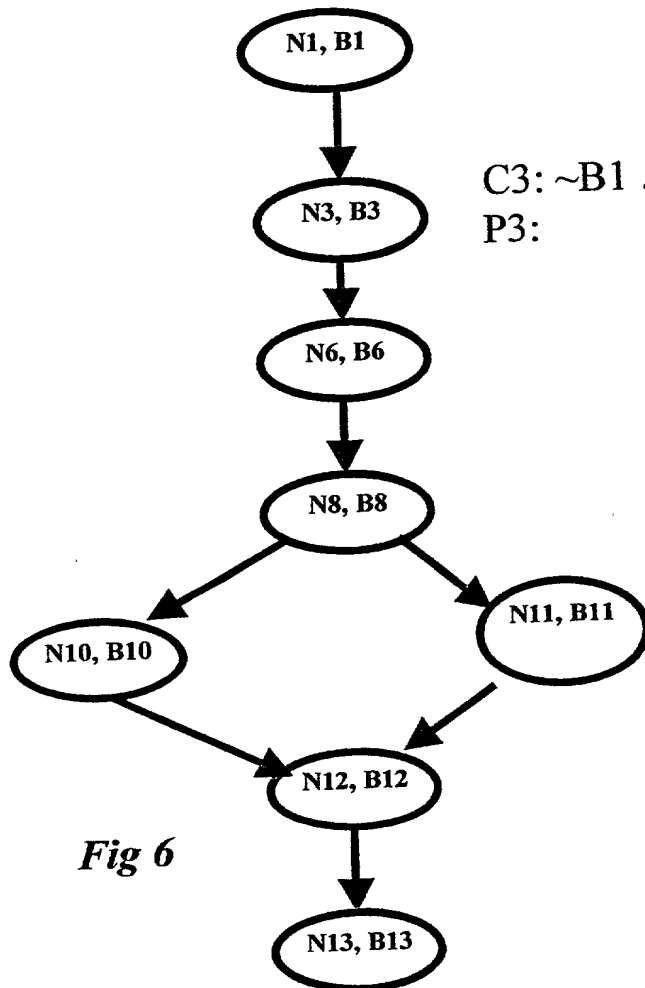 N1, B1
C3: ~B1
N3, B3
P3:
N6, B6
N8, B8
N11, B11
N10, B10
N12, B12
Fig 6
N13, B13